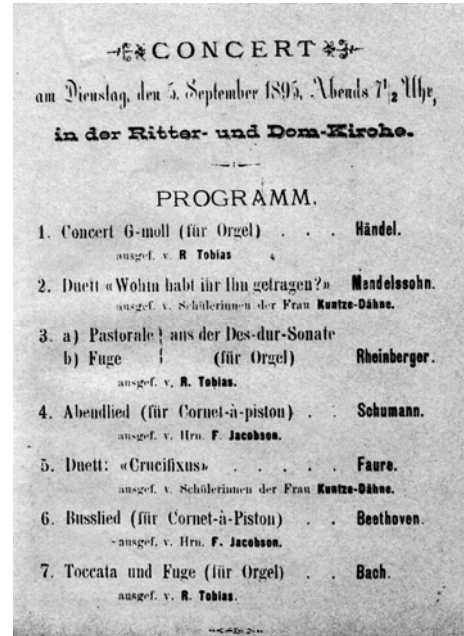 CONCERT
am Dienstag, den 5. September 1895, Abends 7 1/2 Uhr,
in der Ritter- und Dom-Kirche.
PROGRAMM.
1. Concert G-moll (für Orgel) . . . Händel.
ausgef. v. R Tobias
2. Duett «Wohin habt ihr Ihn getragen?» Mendelssohn.
ausgef. v. Schülerinnen der Frau Kuntze-Dähne.
3. a) Pastorale } aus der Des-dur-Sonate
b) Fuge } (für Orgel) Rheinberger.
ausgef. v. R. Tobias.
4. Abendlied (für Cornet-à-piston) . . Schumann.
ausgef. v. Hrn. F. Jacobson.
5. Duett: «Crucifixus» . . . . . Faure.
ausgef. v. Schülerinnen der Frau Kuntze-Dähne.
6. Busslied (für Cornet-à-Piston) . . Beethoven.
ausgef. v. Hrn. F. Jacobson.
7. Toccata und Fuge (für Orgel) . . Bach.
ausgef. v. R. Tobias.